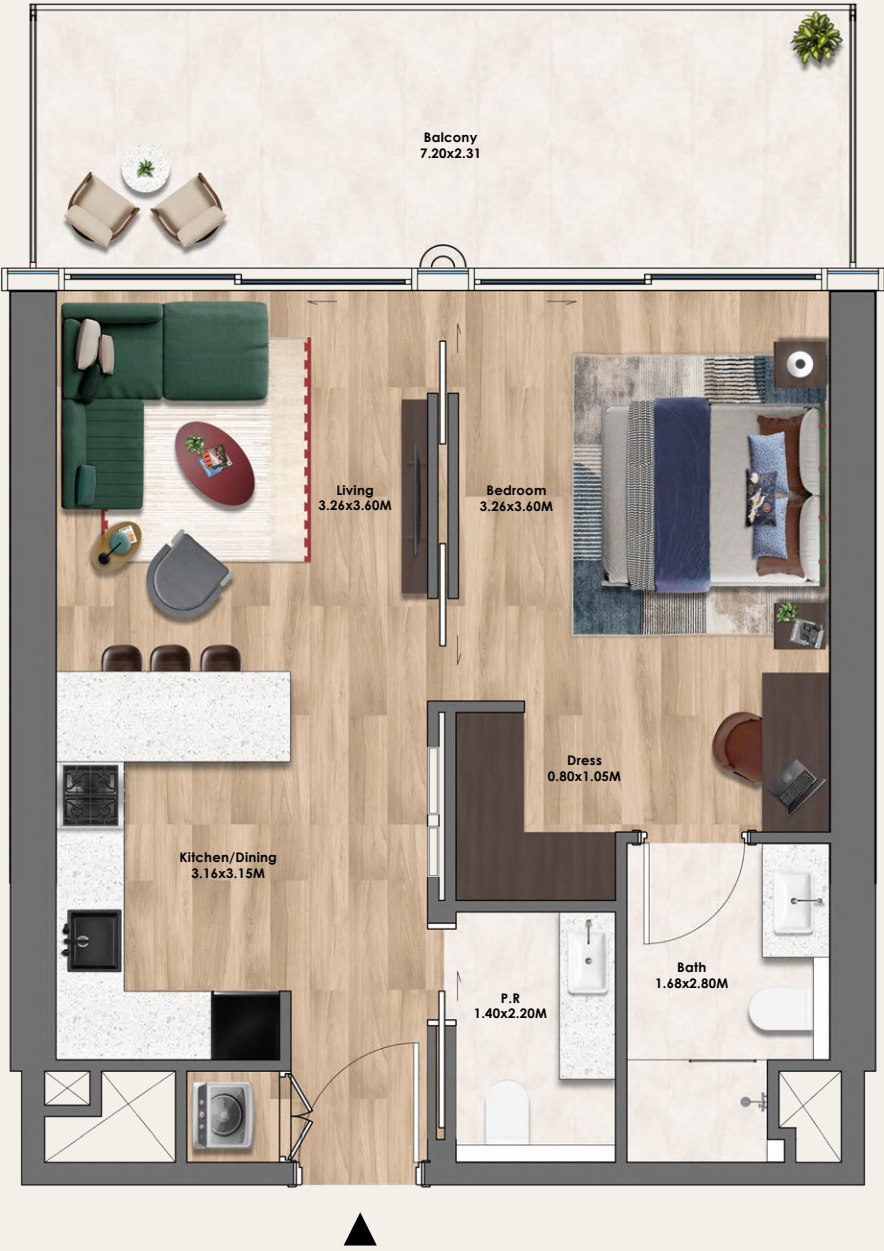 Balcony
7.20x2.31
Living
3.26x3.60M
Bedroom
3.26x3.60M
Dress
0.80x1.05M
Kitchen/Dining
3.16x3.15M
Bath
1.68x2.80M
P.R
1.40x2.20M